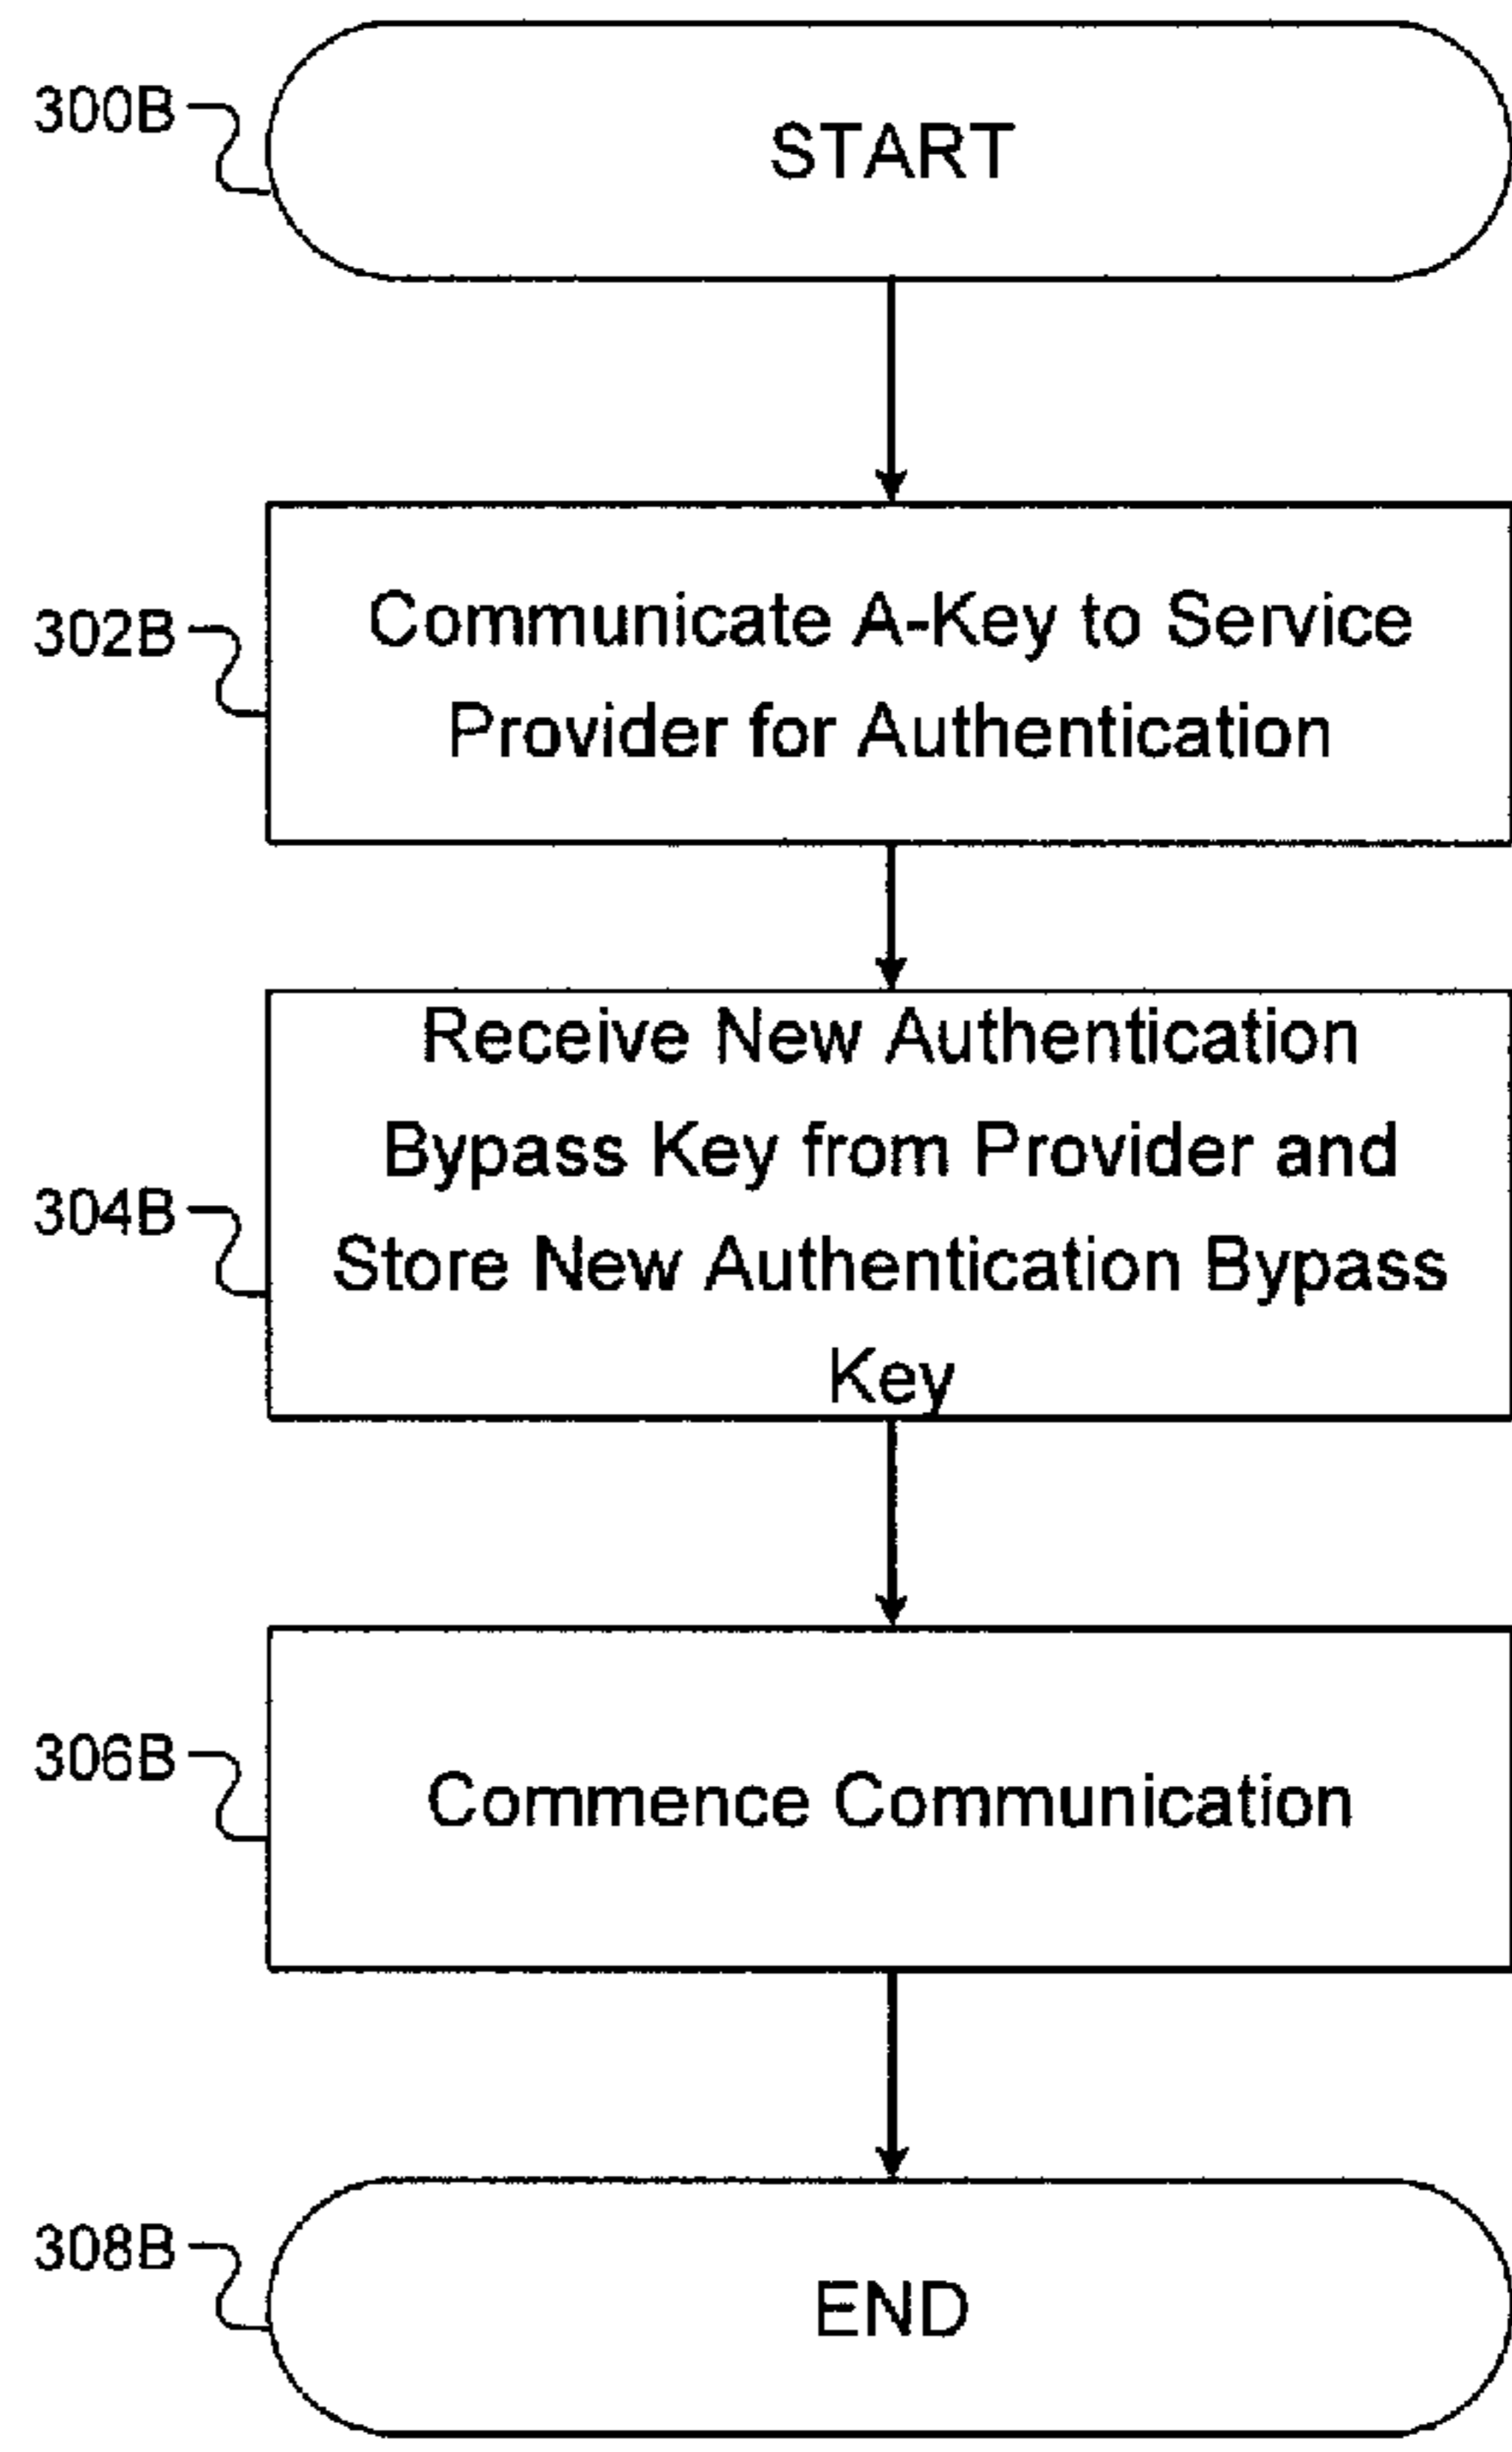 300B
START
302B
Communicate A-Key to Service
Provider for Authentication
304B
Receive New Authentication
Bypass Key from Provider and
Store New Authentication Bypass
Key
306B
Commence Communication
308B
END